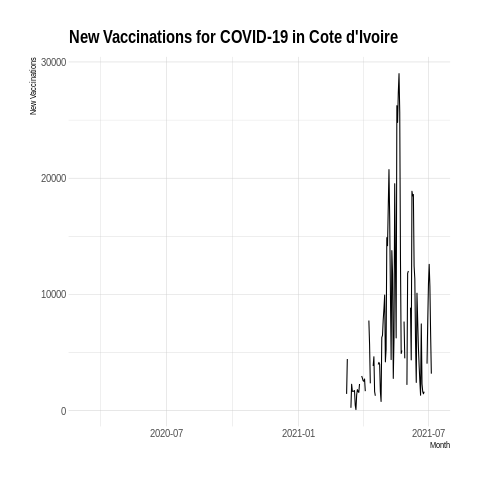 New Vaccinations for COVID-19 in Cote d'Ivoire
New Vaccinations
30000
20000
10000
0
2020-07
2021-01
2021-07
Month